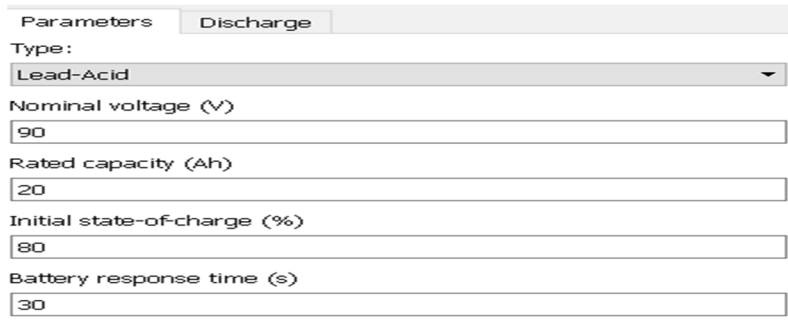 Parameters Discharge
Type:
Lead-Acid
Nominal voltage (V)
90
Rated capacity (Ah)
20
Initial state-of-charge (%)
80
Battery response time (s)
30